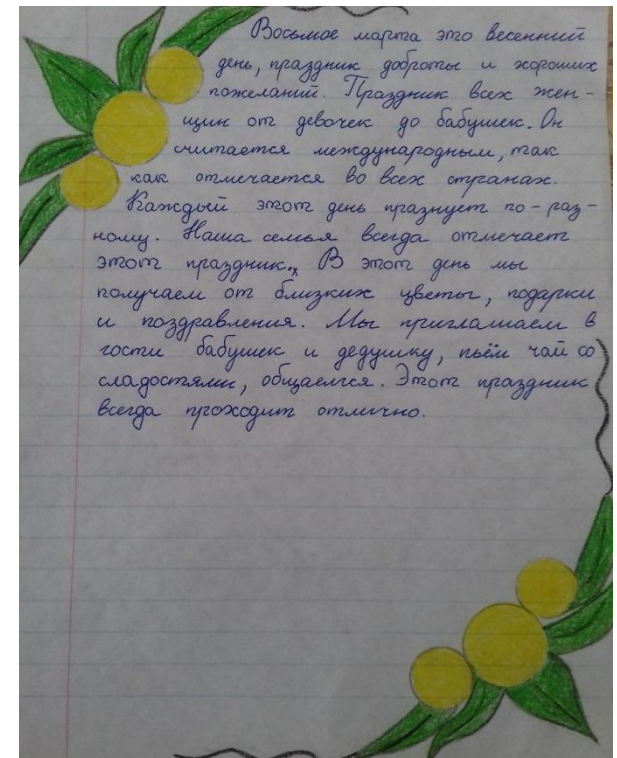 Восьмое марта это весенний
день, праздник доброты и хороших
пожеланий. Праздник всех жен-
щин от девочек до бабушек. Он
считается международным, так
как отмечается во всех странах.
Каждый этот день празнует по-раз-
ному. Наша семья всегда отмечает
этот праздник. В этот день мы
получаем от близких цветы, подарки
и поздравления. Мы приглашаем в
гости бабушек и дедушку, пьём чай со
сладостями, общаемся. Этот праздник
всегда проходит отлично.